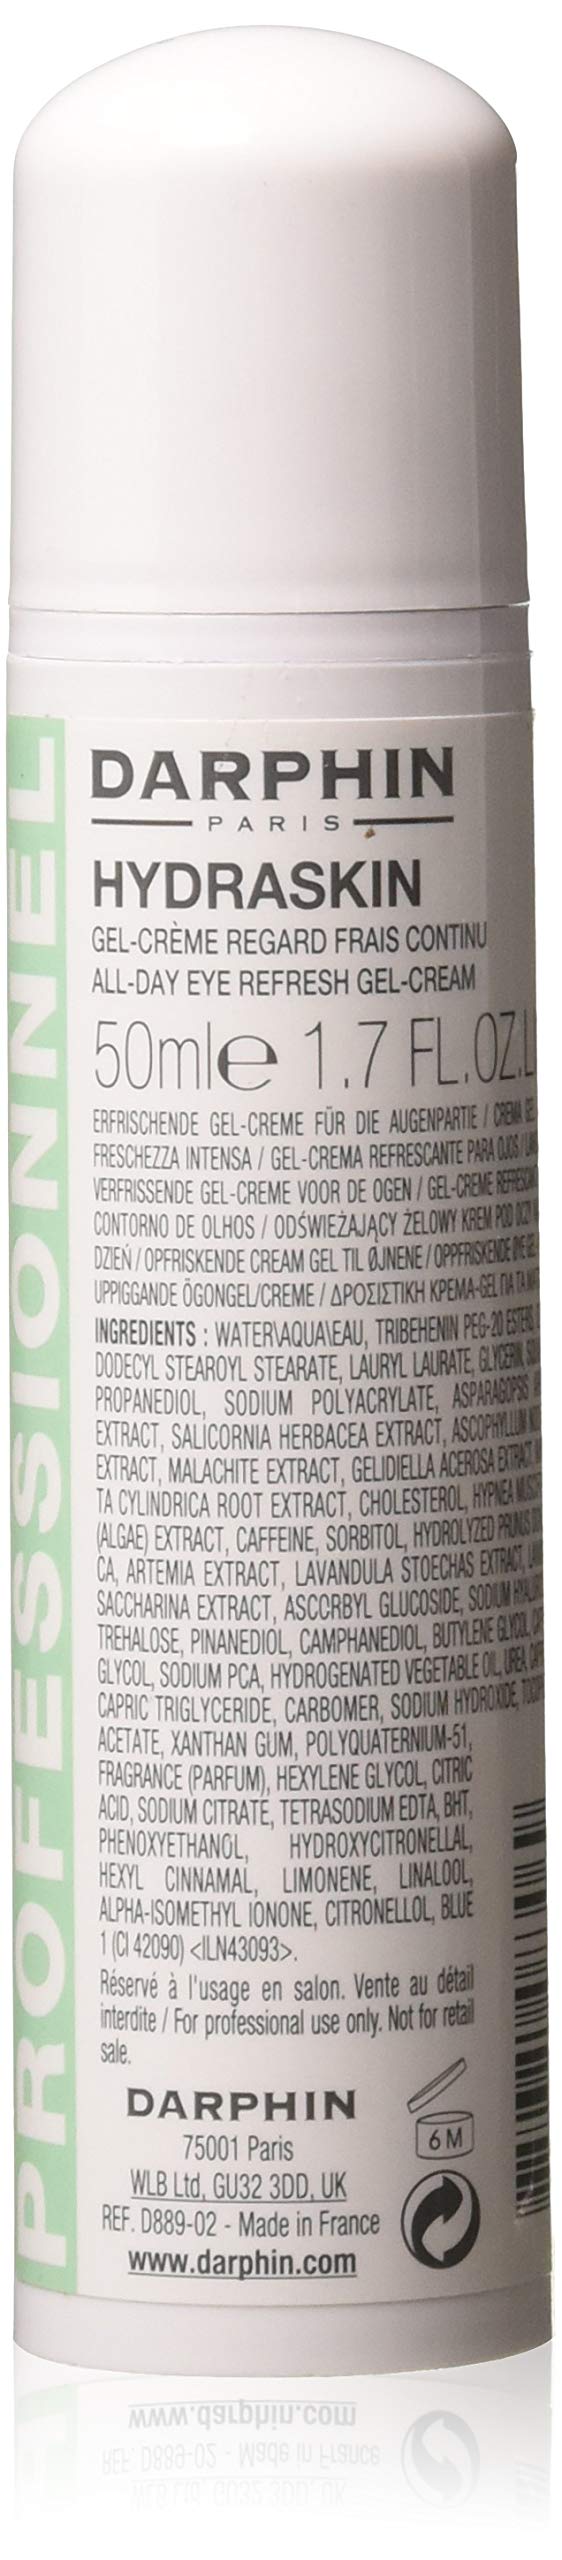 PROFESSIONNEL
DARPHIN
PARIS
HYDRASKIN
GEL-CRÈME REGARD FRAIS CONTINU
ALL-DAY EYE REFRESH GEL-CREAM
50ml e 1.7 FL.OZ.
ERFRISCHENDE GEL-CREME FÜR DIE AUGENPARTIE / CREMA GEL
FRESCHEZZA INTENSA / GEL-CREMA REFRESCANTE PARA OJOS /
VERFRISSENDE GEL-CREME VOOR DE OGEN / GEL-CREME
CONTORNO DE OLHOS / ODŚWIEŻAJĄCY ŻELOWY KREM POD OCZY
DZIEŃ / OPFRISKENDE CREAM GEL TIL ØJNENE / OPPFRISKENDE ØYE
UPPIGGANDE ÖGONGEL/CREME / ΔΡΟΣΙΣΤΙΚΗ ΚΡΕΜΑ-GEL ΓΙΑ ΤΑ
INGREDIENTS : WATER\AQUA\EAU, TRIBEHENIN PEG-20 ESTERS,
DODECYL STEAROYL STEARATE, LAURYL LAURATE, GLYCERIN,
PROPANEDIOL, SODIUM POLYACRYLATE, ASPARAGOPSIS
EXTRACT, SALICORNIA HERBACEA EXTRACT, ASCOPHYLLUM
EXTRACT, MALACHITE EXTRACT, GELIDIELLA ACEROSA EXTRACT,
TA CYLINDRICA ROOT EXTRACT, CHOLESTEROL, HYPNEA
(ALGAE) EXTRACT, CAFFEINE, SORBITOL, HYDROLYZED PRUNUS
CA, ARTEMIA EXTRACT, LAVANDULA STOECHAS EXTRACT,
SACCHARINA EXTRACT, ASCORBYL GLUCOSIDE, SODIUM
TREHALOSE, PINANEDIOL, CAMPHANEDIOL, BUTYLENE GLYCOL,
GLYCOL, SODIUM PCA, HYDROGENATED VEGETABLE OIL, UREA,
CAPRIC TRIGLYCERIDE, CARBOMER, SODIUM HYDROXIDE,
ACETATE, XANTHAN GUM, POLYQUATERNIUM-51,
FRAGRANCE (PARFUM), HEXYLENE GLYCOL, CITRIC
ACID, SODIUM CITRATE, TETRASODIUM EDTA, BHT,
PHENOXYETHANOL, HYDROXYCITRONELLAL,
HEXYL CINNAMAL, LIMONENE, LINALOOL,
ALPHA-ISOMETHYL IONONE, CITRONELLOL, BLUE
1 (CI 42090) <ILN43093>.
Réservé à l'usage en salon. Vente au détail
interdite / For professional use only. Not for retail
sale.
DARPHIN
75001 Paris
WLB Ltd, GU32 3DD, UK
REF. D889-02 - Made in France
www.darphin.com
6 M